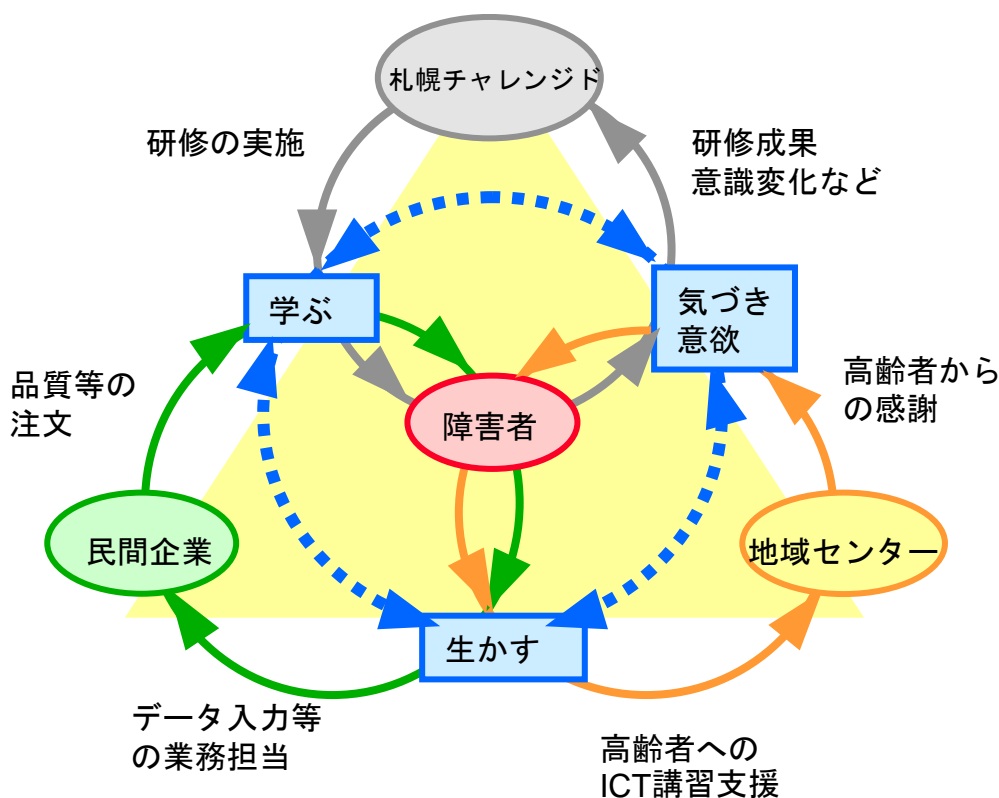 札幌チャレンジド
研修の実施
研修成果
意識変化など
学ぶ
気づき
意欲
品質等の
注文
高齢者から
の感謝
障害者
民間企業
地域センター
生かす
データ入力等
の業務担当
高齢者への
ICT講習支援